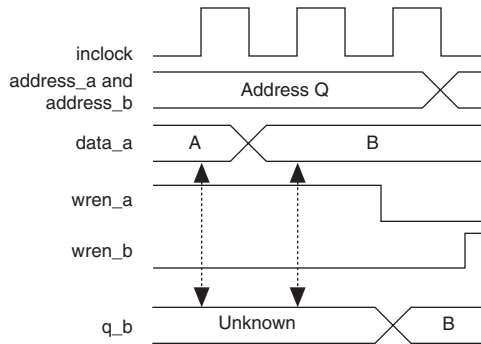 inclock
address_a and
address_b
Address Q
data_a
A
B
wren_a
wren_b
q_b
Unknown
B